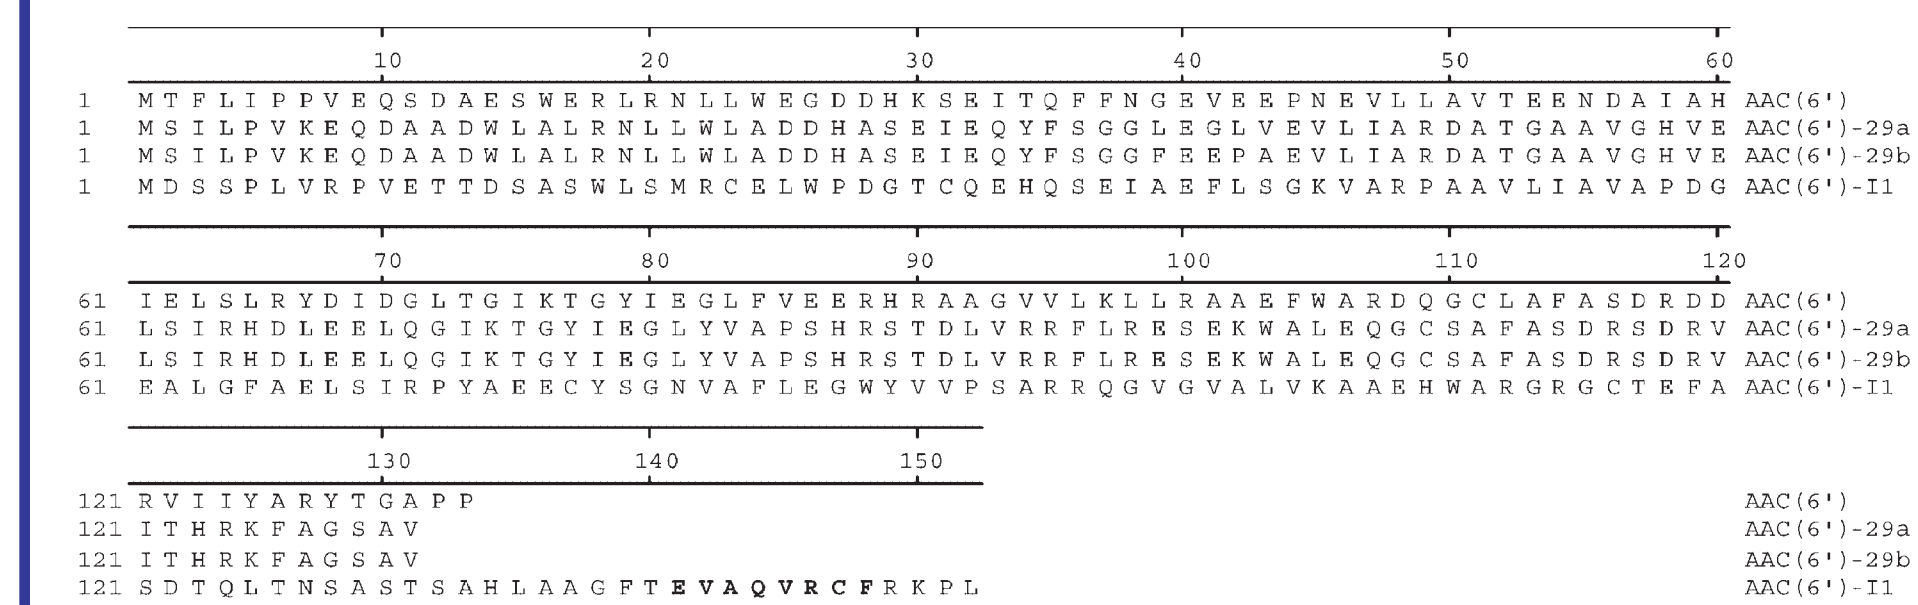 10 20 30 40 50 60
1 M T F L I P P V E Q S D A E S W E R L R N L L W E G D D H K S E I T Q F F N G E V E E P N E V L L A V T E E N D A I A H AAC(6')
1 M S I L P V K E Q D A A D W L A L R N L L W L A D D H A S E I E Q Y F S G G L E G L V E V L I A R D A T G A A V G H V E AAC(6')-29a
1 M S I L P V K E Q D A A D W L A L R N L L W L A D D H A S E I E Q Y F S G G F E E P A E V L I A R D A T G A A V G H V E AAC(6')-29b
1 M D S S P L V R P V E T T D S A S W L S M R C E L W P D G T C Q E H Q S E I A E F L S G K V A R P A A V L I A V A P D G AAC(6')-I1
70 80 90 100 110 120
61 I E L S L R Y D I D G L T G I K T G Y I E G L F V E E R H R A A G V V L K L L R A A E F W A R D Q G C L A F A S D R D D AAC(6')
61 L S I R H D L E E L Q G I K T G Y I E G L Y V A P S H R S T D L V R R F L R E S E K W A L E Q G C S A F A S D R S D R V AAC(6')-29a
61 L S I R H D L E E L Q G I K T G Y I E G L Y V A P S H R S T D L V R R F L R E S E K W A L E Q G C S A F A S D R S D R V AAC(6')-29b
61 E A L G F A E L S I R P Y A E E C Y S G N V A F L E G W Y V V P S A R R Q G V G V A L V K A A E H W A R G R G C T E F A AAC(6')-I1
130 140 150
121 R V I I Y A R Y T G A P P AAC(6')
121 I T H R K F A G S A V AAC(6')-29a
121 I T H R K F A G S A V AAC(6')-29b
121 S D T Q L T N S A S T S A H L A A G F T E V A Q V R C F R K P L AAC(6')-I1